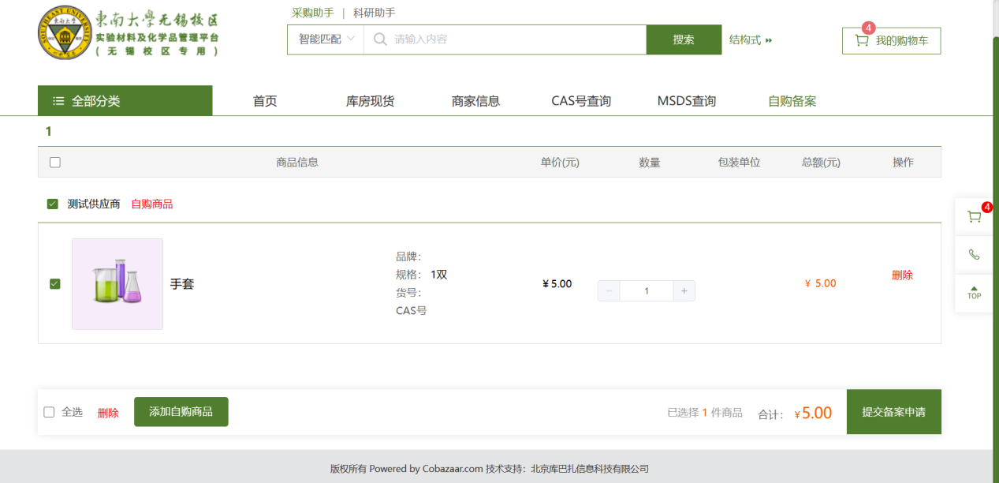 采购助手 | 科研助手
東南大學无锡校区
实验材料及化学品管理平台
(无锡校区专用)
智能匹配 请输入内容 搜索 结构式
4
我的购物车
全部分类 首页 库房现货 商家信息 CAS号查询 MSDS查询 自购备案
1
商品信息 单价(元) 数量 包装单位 总额(元) 操作
测试供应商 自购商品
手套
品牌：
规格： 1双
货号：
CAS号
¥ 5.00
− 1 +
¥ 5.00
删除
4
TOP
全选 删除 添加自购商品 已选择 1 件商品 合计： ¥5.00 提交备案申请
版权所有 Powered by Cobazaar.com 技术支持：北京库巴扎信息科技有限公司